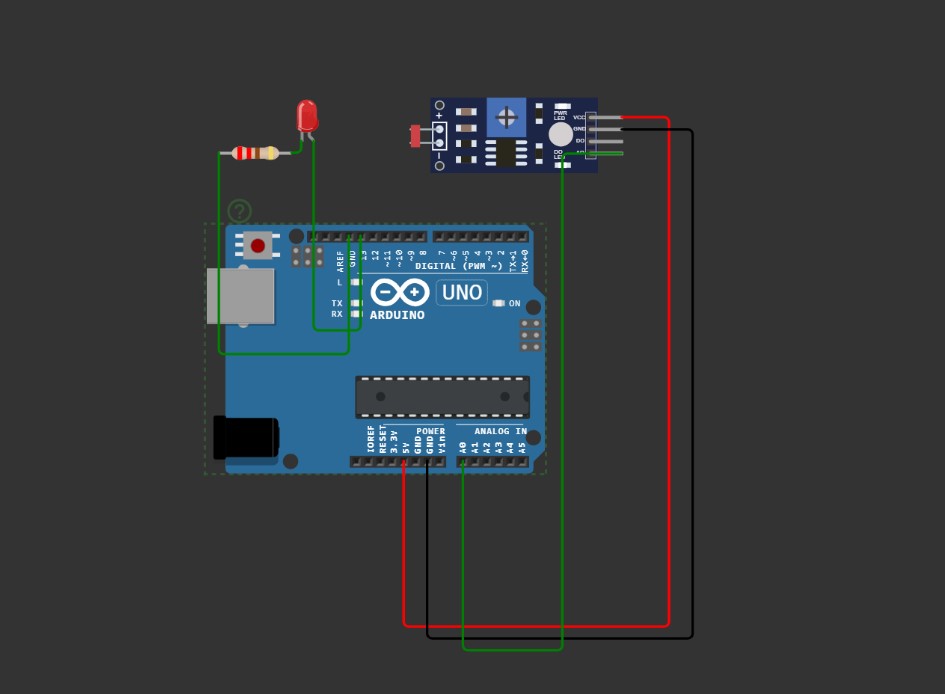 +
PWR
LED
VCC
GND
DO
DO
LED
−
?
AREF
GND
13
12
~11
~10
~9
8
7
~6
~5
4
~3
2
TX→1
RX←0
DIGITAL (PWM ~)
L
TX
RX
UNO
ON
ARDUINO
POWER
ANALOG IN
IOREF
RESET
3.3V
5V
GND
GND
Vin
A0
A1
A2
A3
A4
A5